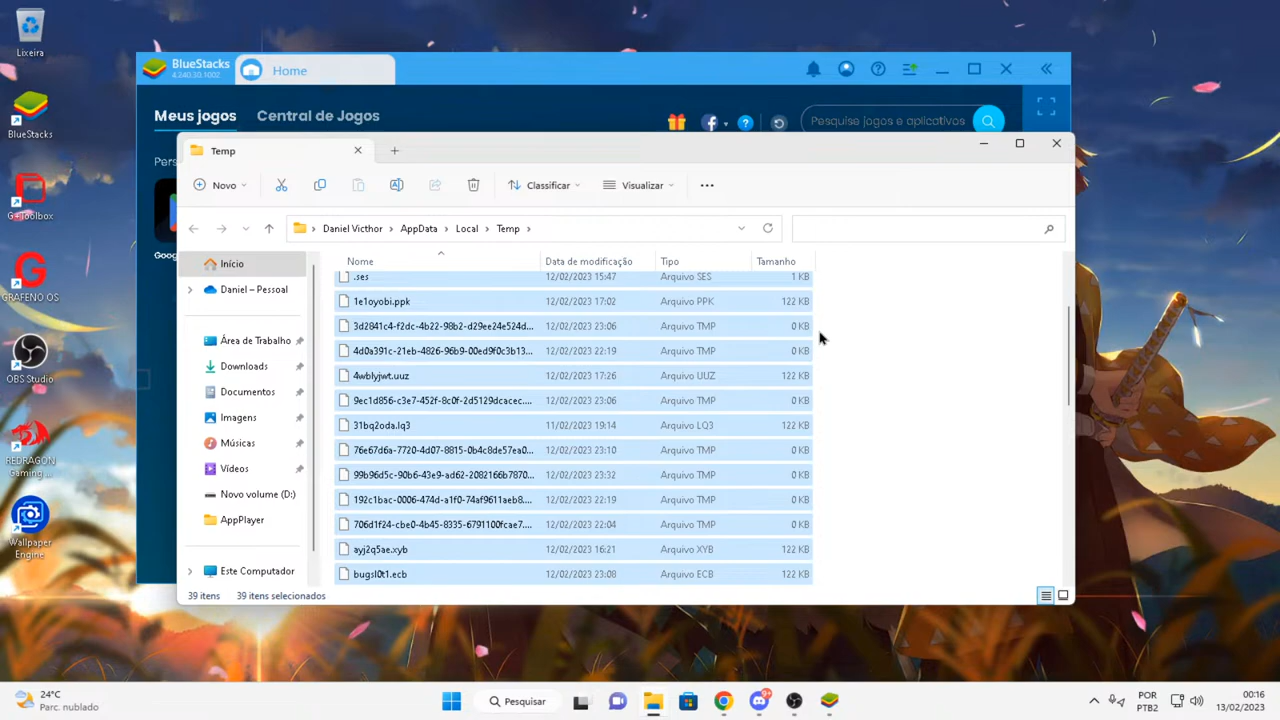 Lixeira
BlueStacks
G4Toolbox
GRAFENO OS
OBS Studio
REDRAGON
Gaming ...
Wallpaper
Engine
BlueStacks
4.240.30.1002
Home
Meus jogos
Central de Jogos
Pesquise jogos e aplicativos
Pers
Goog
Temp
Novo
Classificar
Visualizar
Daniel Victhor > AppData > Local > Temp >
Início
Daniel – Pessoal
Área de Trabalho
Downloads
Documentos
Imagens
Músicas
Vídeos
Novo volume (D:)
AppPlayer
Este Computador
Nome Data de modificação Tipo Tamanho
.ses 12/02/2023 15:47 Arquivo SES 1 KB
1e1oyobi.ppk 12/02/2023 17:02 Arquivo PPK 122 KB
3d2841c4-f2dc-4b22-98b2-d29ee24e524d... 12/02/2023 23:06 Arquivo TMP 0 KB
4d0a391c-21eb-4826-96b9-00ed9f0c3b13... 12/02/2023 22:19 Arquivo TMP 0 KB
4wblyjwt.uuz 12/02/2023 17:26 Arquivo UUZ 122 KB
9ec1d856-c3e7-452f-8c0f-2d5129dcacec.... 12/02/2023 23:06 Arquivo TMP 0 KB
31bq2oda.lq3 11/02/2023 19:14 Arquivo LQ3 122 KB
76e67d6a-7720-4d07-8815-0b4c8de57ea0... 12/02/2023 23:10 Arquivo TMP 0 KB
99b96d5c-90b6-43e9-ad62-2082166b7870... 12/02/2023 23:32 Arquivo TMP 0 KB
192c1bac-0006-474d-a1f0-74af9611aeb8.... 12/02/2023 22:19 Arquivo TMP 0 KB
706d1f24-cbe0-4b45-8335-6791100fcae7.... 12/02/2023 22:04 Arquivo TMP 0 KB
ayj2q5ae.xyb 12/02/2023 16:21 Arquivo XYB 122 KB
bugsl0t1.ecb 12/02/2023 23:08 Arquivo ECB 122 KB
39 itens 39 itens selecionados
24°C
Parc. nublado
Pesquisar
POR
PTB2
00:16
13/02/2023